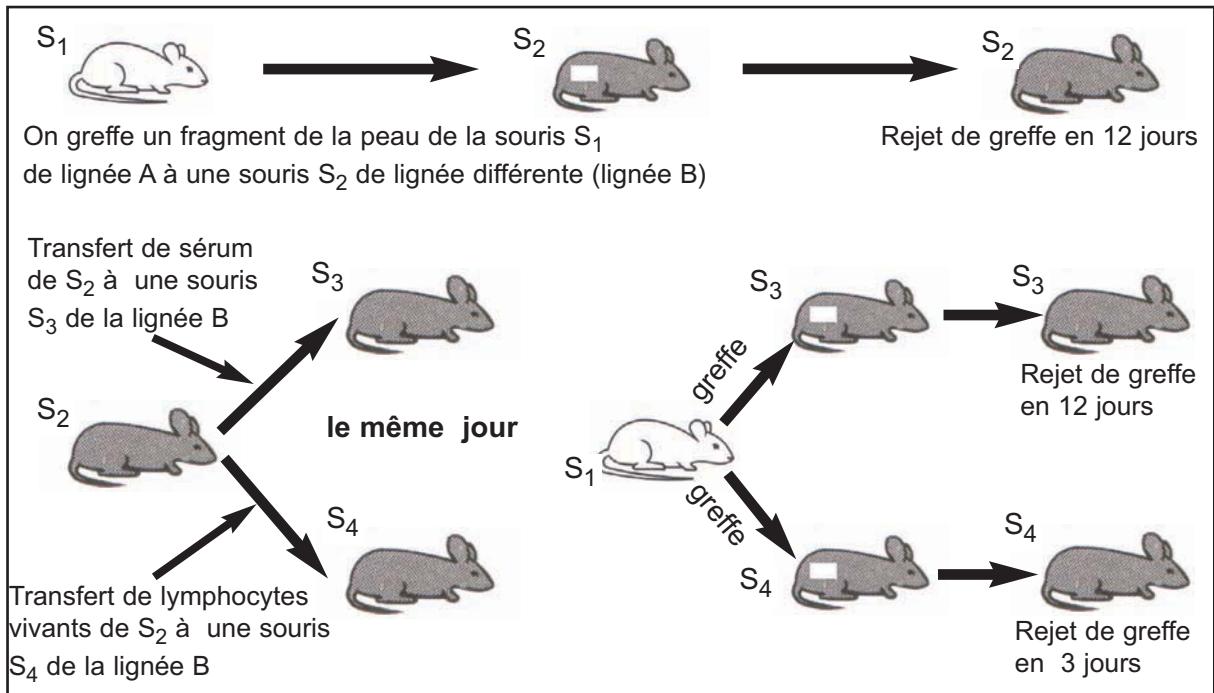 S1
S2
S2
On greffe un fragment de la peau de la souris S1
de lignée A à une souris S2 de lignée différente (lignée B)
Rejet de greffe en 12 jours
Transfert de sérum
de S2 à une souris
S3 de la lignée B
S3
S2
le même jour
S4
Transfert de lymphocytes
vivants de S2 à une souris
S4 de la lignée B
S3
S3
greffe
Rejet de greffe
en 12 jours
S1
greffe
S4
S4
Rejet de greffe
en 3 jours